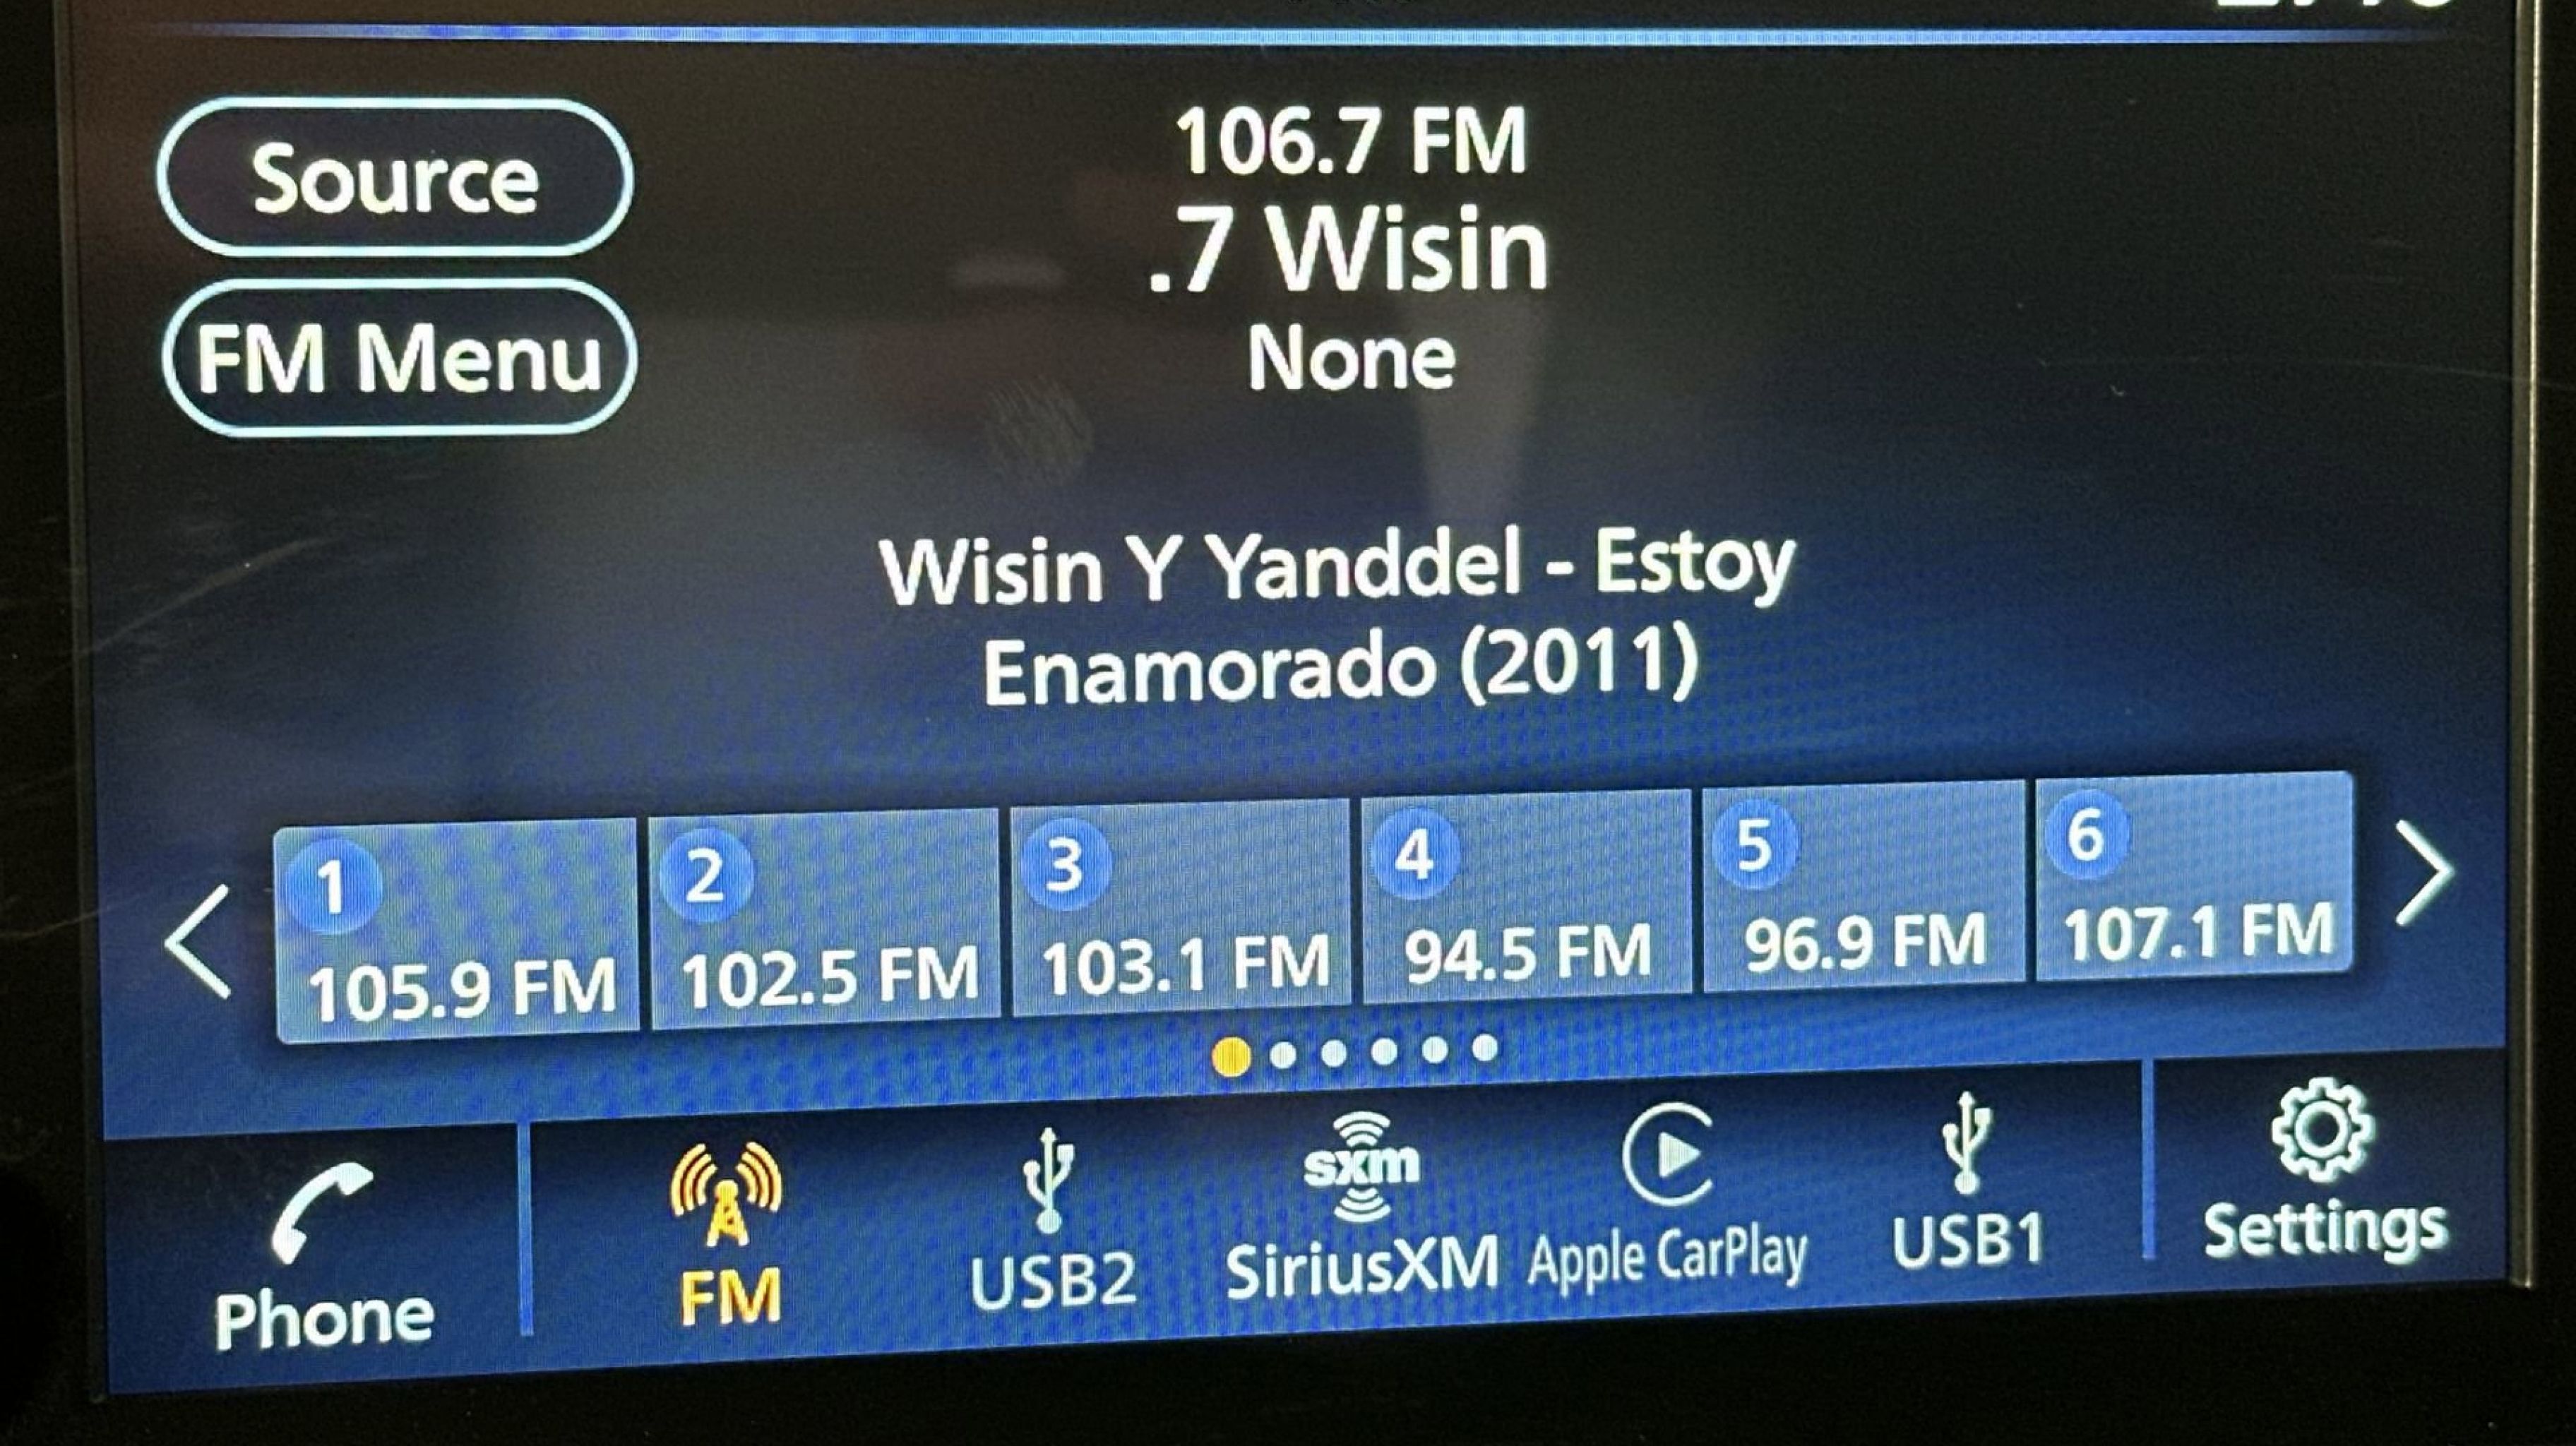 Source
FM Menu
106.7 FM
.7 Wisin
None
Wisin Y Yanddel - Estoy
Enamorado (2011)
1
105.9 FM
2
102.5 FM
3
103.1 FM
4
94.5 FM
5
96.9 FM
6
107.1 FM
Phone
FM
USB2
sxm
SiriusXM
Apple CarPlay
USB1
Settings